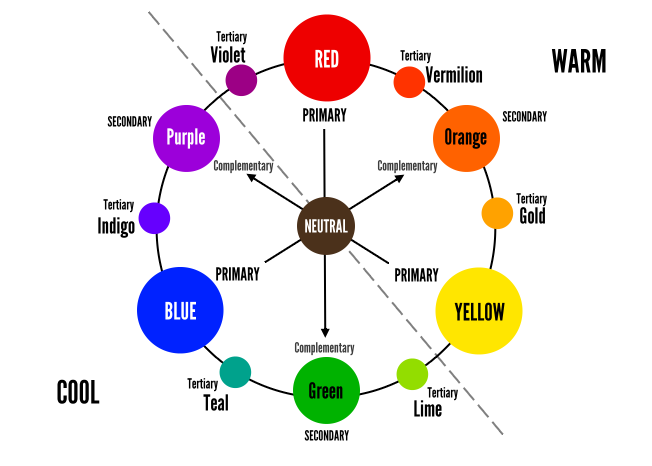 Tertiary
Violet
RED
Tertiary
Vermilion
WARM
SECONDARY
Purple
PRIMARY
Orange
SECONDARY
Complementary
Complementary
Tertiary
Indigo
NEUTRAL
Tertiary
Gold
PRIMARY
PRIMARY
BLUE
YELLOW
Complementary
COOL
Tertiary
Teal
Green
Tertiary
Lime
SECONDARY